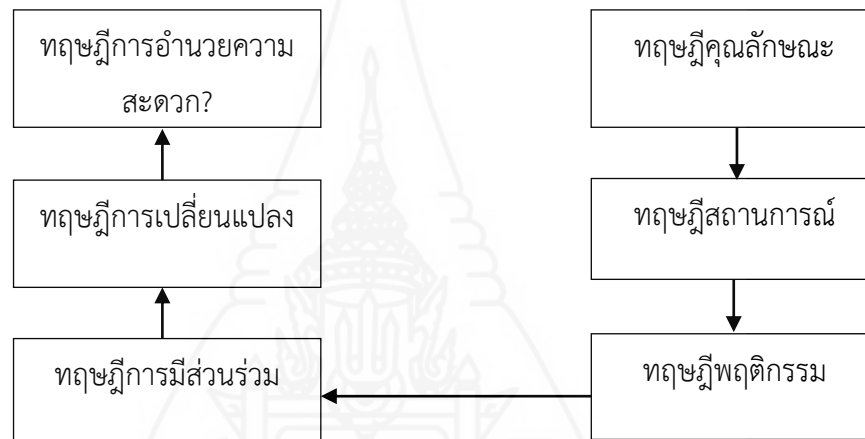 ทฤษฎีการอำนวยความ
สะดวก?
ทฤษฎีคุณลักษณะ
ทฤษฎีการเปลี่ยนแปลง
ทฤษฎีสถานการณ์
ทฤษฎีการมีส่วนร่วม
ทฤษฎีพฤติกรรม